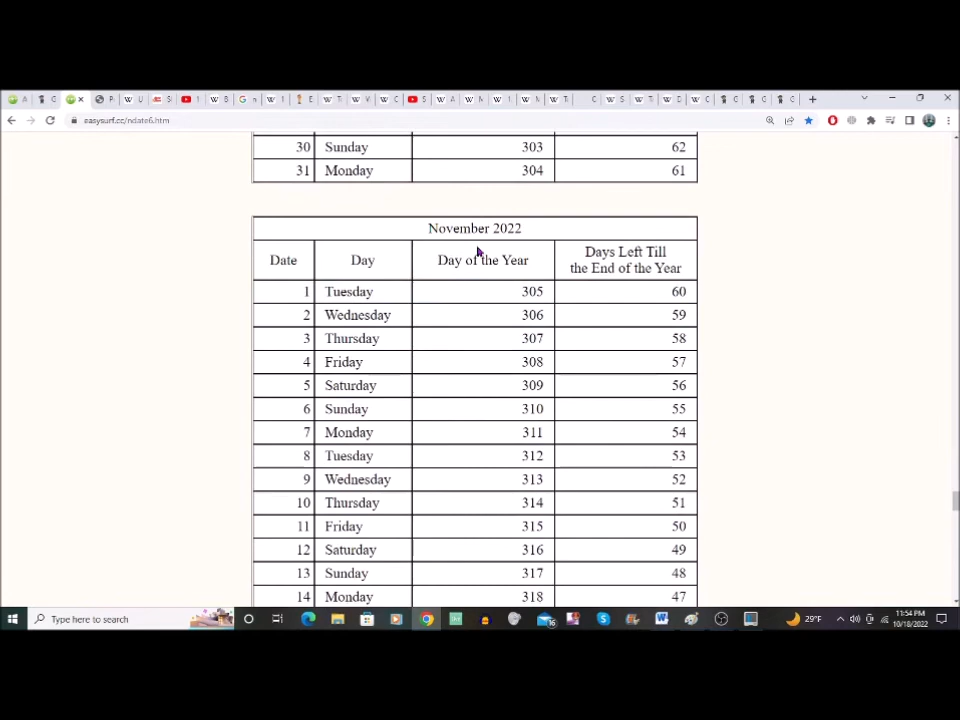 easysurf.cc/ndate6.htm
30 Sunday 303 62
31 Monday 304 61
November 2022
Date Day Day of the Year Days Left Till
the End of the Year
1 Tuesday 305 60
2 Wednesday 306 59
3 Thursday 307 58
4 Friday 308 57
5 Saturday 309 56
6 Sunday 310 55
7 Monday 311 54
8 Tuesday 312 53
9 Wednesday 313 52
10 Thursday 314 51
11 Friday 315 50
12 Saturday 316 49
13 Sunday 317 48
14 Monday 318 47
Type here to search
16
29°F
11:54 PM
10/18/2022